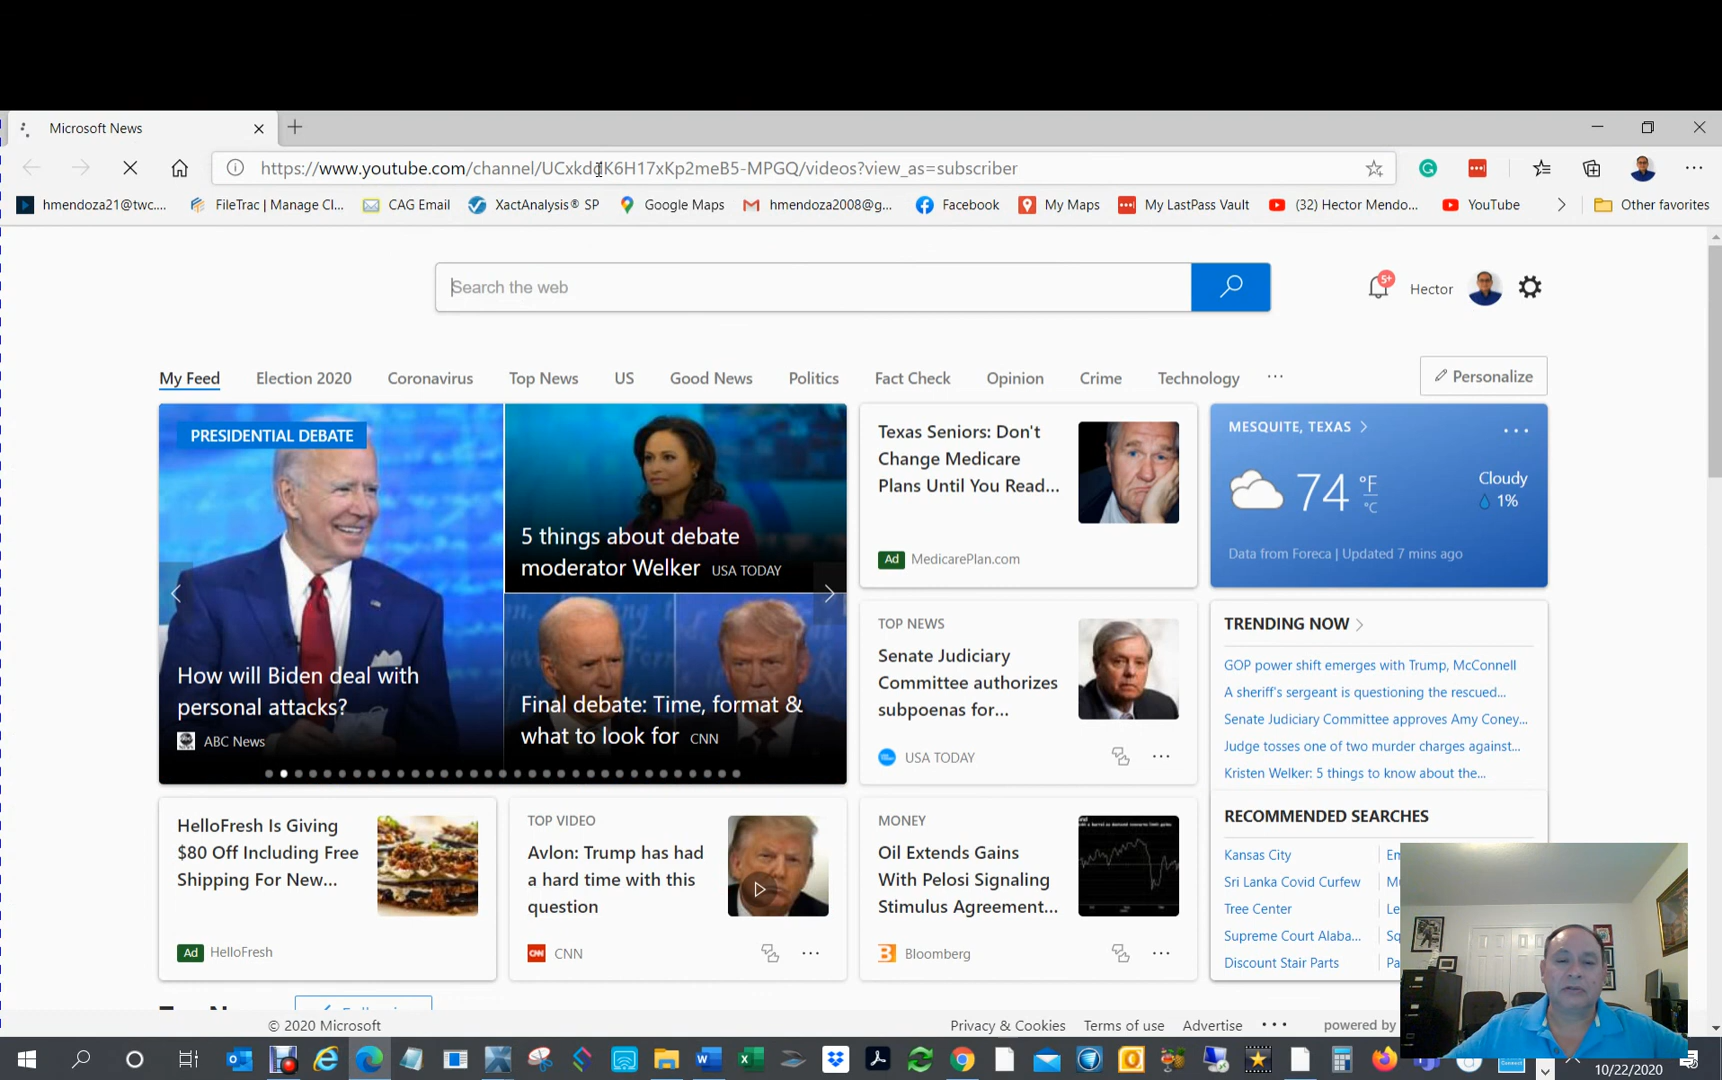 Microsoft News
https://www.youtube.com/channel/UCxkd K6H17xKp2meB5-MPGQ/videos?view_as=subscriber
hmendoza21@twc....
FileTrac | Manage Cl...
CAG Email
XactAnalysis® SP
Google Maps
hmendoza2008@g...
Facebook
My Maps
My LastPass Vault
(32) Hector Mendo...
YouTube
Other favorites
Search the web
5+
Hector
My Feed
Election 2020
Coronavirus
Top News
US
Good News
Politics
Fact Check
Opinion
Crime
Technology
...
Personalize
PRESIDENTIAL DEBATE
How will Biden deal with
personal attacks?
ABC News
5 things about debate
moderator Welker USA TODAY
Final debate: Time, format &
what to look for CNN
Texas Seniors: Don't
Change Medicare
Plans Until You Read...
Ad MedicarePlan.com
MESQUITE, TEXAS
74 °F
°C
Cloudy
1%
Data from Foreca | Updated 7 mins ago
TOP NEWS
Senate Judiciary
Committee authorizes
subpoenas for...
USA TODAY
TRENDING NOW
GOP power shift emerges with Trump, McConnell
A sheriff's sergeant is questioning the rescued...
Senate Judiciary Committee approves Amy Coney...
Judge tosses one of two murder charges against...
Kristen Welker: 5 things to know about the...
HelloFresh Is Giving
$80 Off Including Free
Shipping For New...
Ad HelloFresh
TOP VIDEO
Avlon: Trump has had
a hard time with this
question
CNN
MONEY
Oil Extends Gains
With Pelosi Signaling
Stimulus Agreement...
Bloomberg
RECOMMENDED SEARCHES
Kansas City
Sri Lanka Covid Curfew
Tree Center
Supreme Court Alaba...
Discount Stair Parts
© 2020 Microsoft
Privacy & Cookies
Terms of use
Advertise
...
powered by
10/22/2020